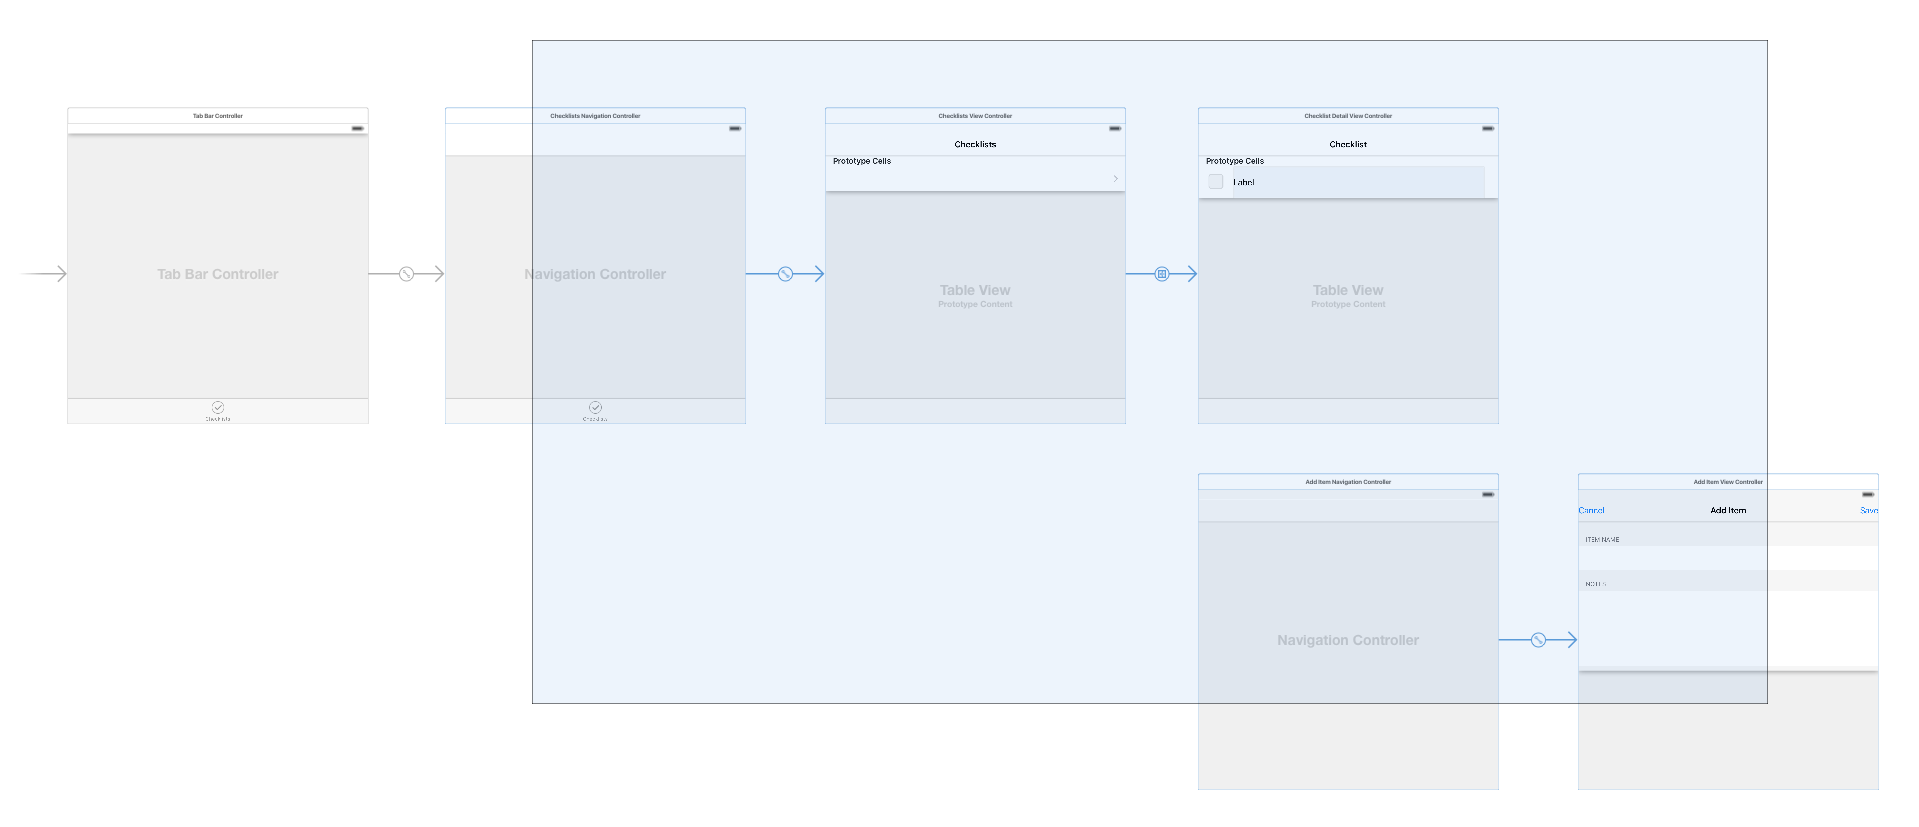 Tab Bar Controller
Checklists Navigation Controller
Checklists View Controller
Checklist Detail View Controller
Checklists
Checklist
Prototype Cells
Prototype Cells
Label
Tab Bar Controller
Navigation Controller
Table View
Prototype Content
Table View
Prototype Content
Checklists
Checklists
Add Item Navigation Controller
Add Item View Controller
Cancel
Add Item
Save
ITEM NAME
NOTES
Navigation Controller